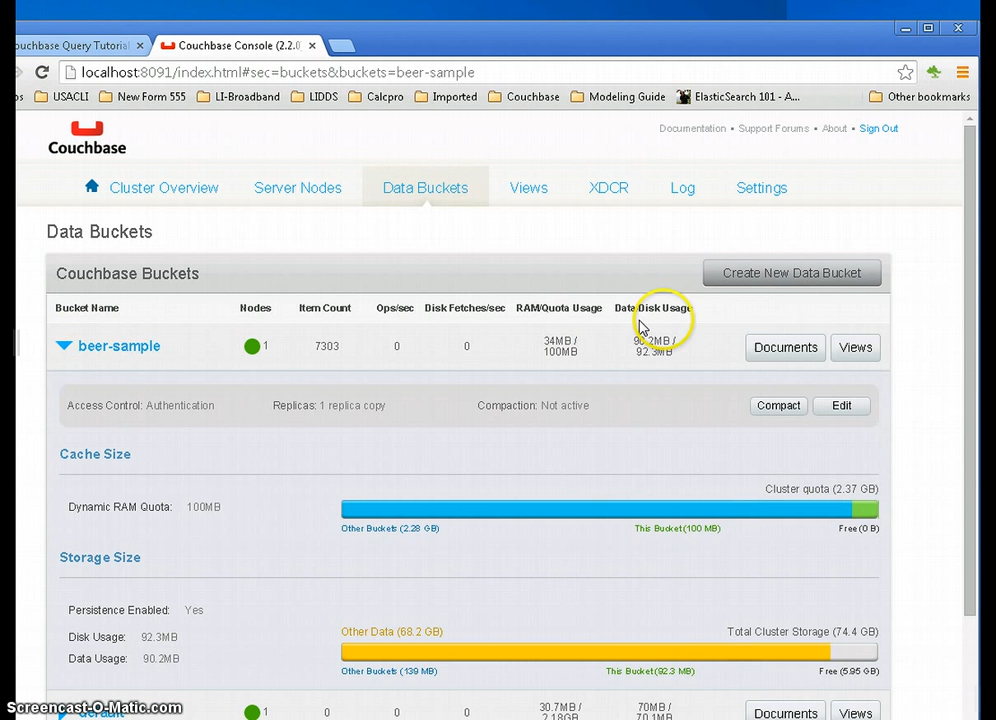 ouchbase Query Tutorial
Couchbase Console (2.2.0
localhost:8091/index.html#sec=buckets&buckets=beer-sample
ps USACLI New Form 555 LI-Broadband LIDDS Calcpro Imported Couchbase Modeling Guide ElasticSearch 101 - A... Other bookmarks
Couchbase
Documentation • Support Forums • About • Sign Out
Cluster Overview Server Nodes Data Buckets Views XDCR Log Settings
Data Buckets
Couchbase Buckets Create New Data Bucket
Bucket Name Nodes Item Count Ops/sec Disk Fetches/sec RAM/Quota Usage Data/Disk Usage
beer-sample 1 7303 0 0 34MB / 100MB 90.2MB / 92.3MB Documents Views
Access Control: Authentication Replicas: 1 replica copy Compaction: Not active Compact Edit
Cache Size
Cluster quota (2.37 GB)
Dynamic RAM Quota: 100MB
Other Buckets (2.28 GB) This Bucket (100 MB) Free (0 B)
Storage Size
Persistence Enabled: Yes
Other Data (68.2 GB) Total Cluster Storage (74.4 GB)
Disk Usage: 92.3MB
Data Usage: 90.2MB
Other Buckets (139 MB) This Bucket (92.3 MB) Free (5.95 GB)
default 1 0 0 0 30.7MB / 2.18GB 70MB / 70.1MB Documents Views
Screencast-O-Matic.com